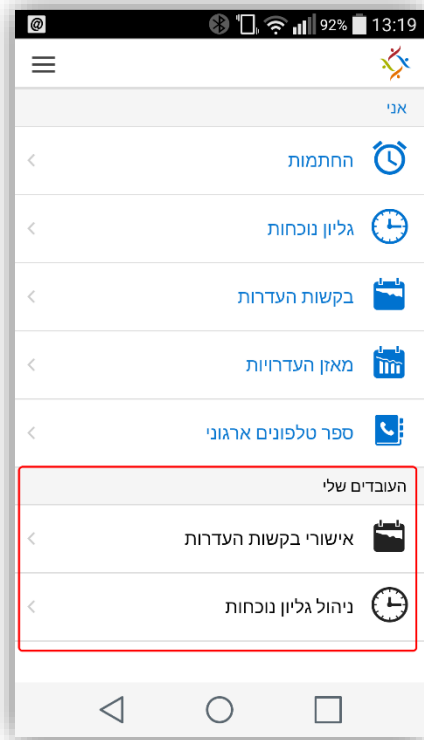 92% 13:19
אני
החתמות
גליון נוכחות
בקשות העדרות
מאזן העדרויות
ספר טלפונים ארגוני
העובדים שלי
אישורי בקשות העדרות
ניהול גליון נוכחות